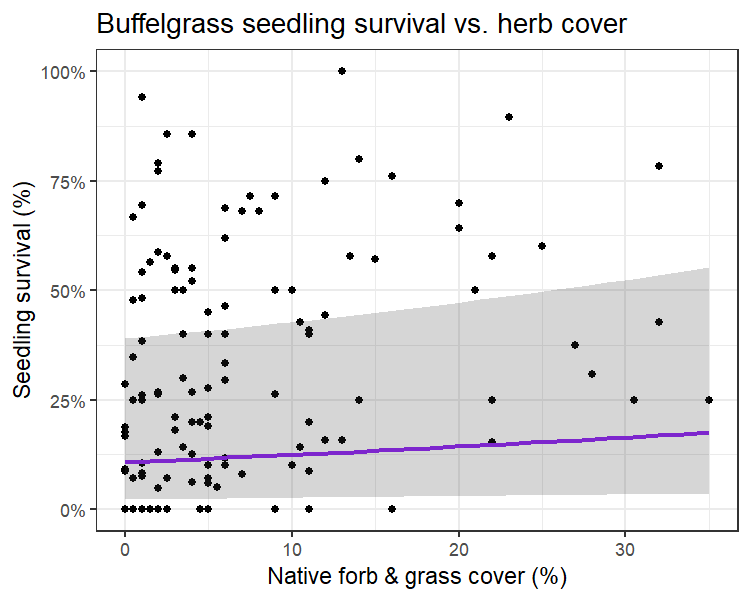 Buffelgrass seedling survival vs. herb cover
Seedling survival (%)
100%
75%
50%
25%
0%
0 10 20 30
Native forb & grass cover (%)